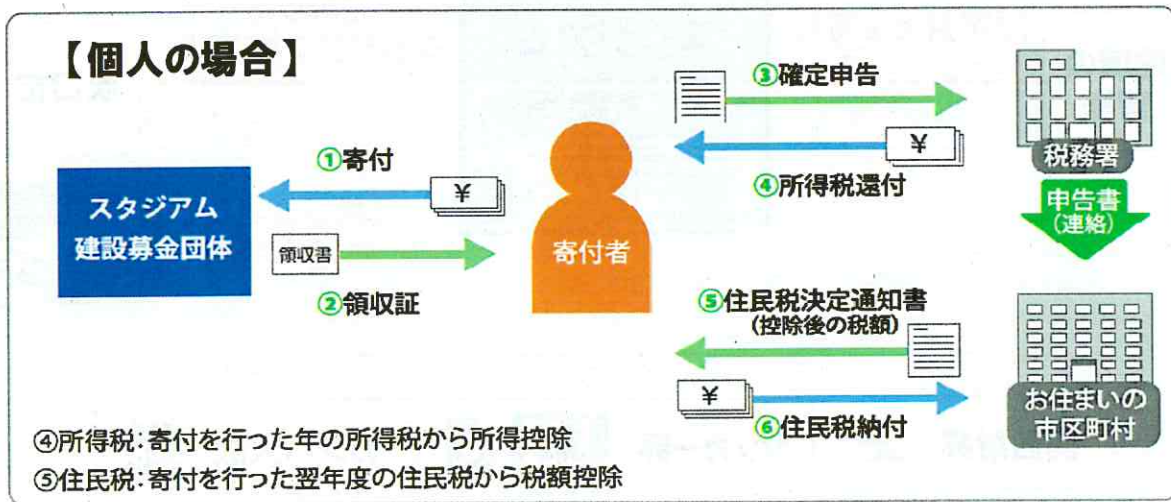 【個人の場合】
①寄付
¥
スタジアム
建設募金団体
領収書
②領収証
寄付者
③確定申告
¥
④所得税還付
税務署
申告書
(連絡)
⑤住民税決定通知書
(控除後の税額)
¥
⑥住民税納付
お住まいの
市区町村
④所得税:寄付を行った年の所得税から所得控除
⑤住民税:寄付を行った翌年度の住民税から税額控除